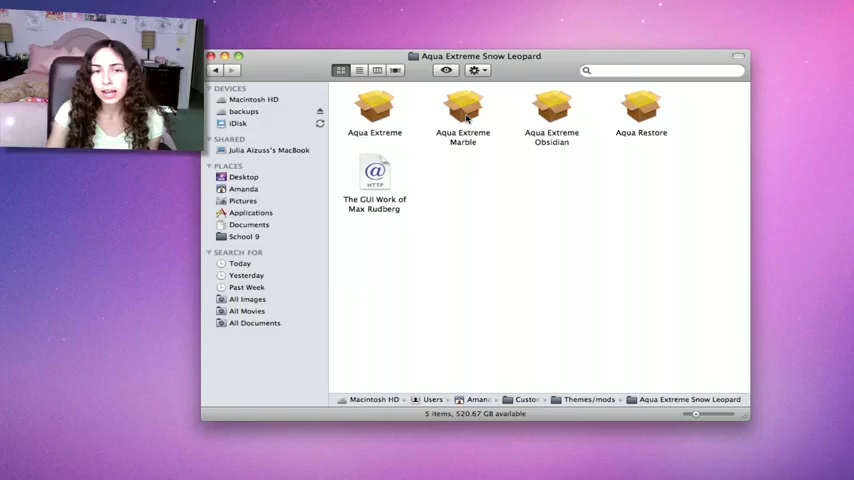 Aqua Extreme Snow Leopard
DEVICES
Macintosh HD
backups
iDisk
SHARED
Julia Aizuss's MacBook
PLACES
Desktop
Amanda
Pictures
Applications
Documents
School 9
SEARCH FOR
Today
Yesterday
Past Week
All Images
All Movies
All Documents
Aqua Extreme
Aqua Extreme
Marble
Aqua Extreme
Obsidian
Aqua Restore
@
HTTP
The GUI Work of
Max Rudberg
Macintosh HD Users Aman Custo Themes/mods Aqua Extreme Snow Leopard
5 items, 520.67 GB available